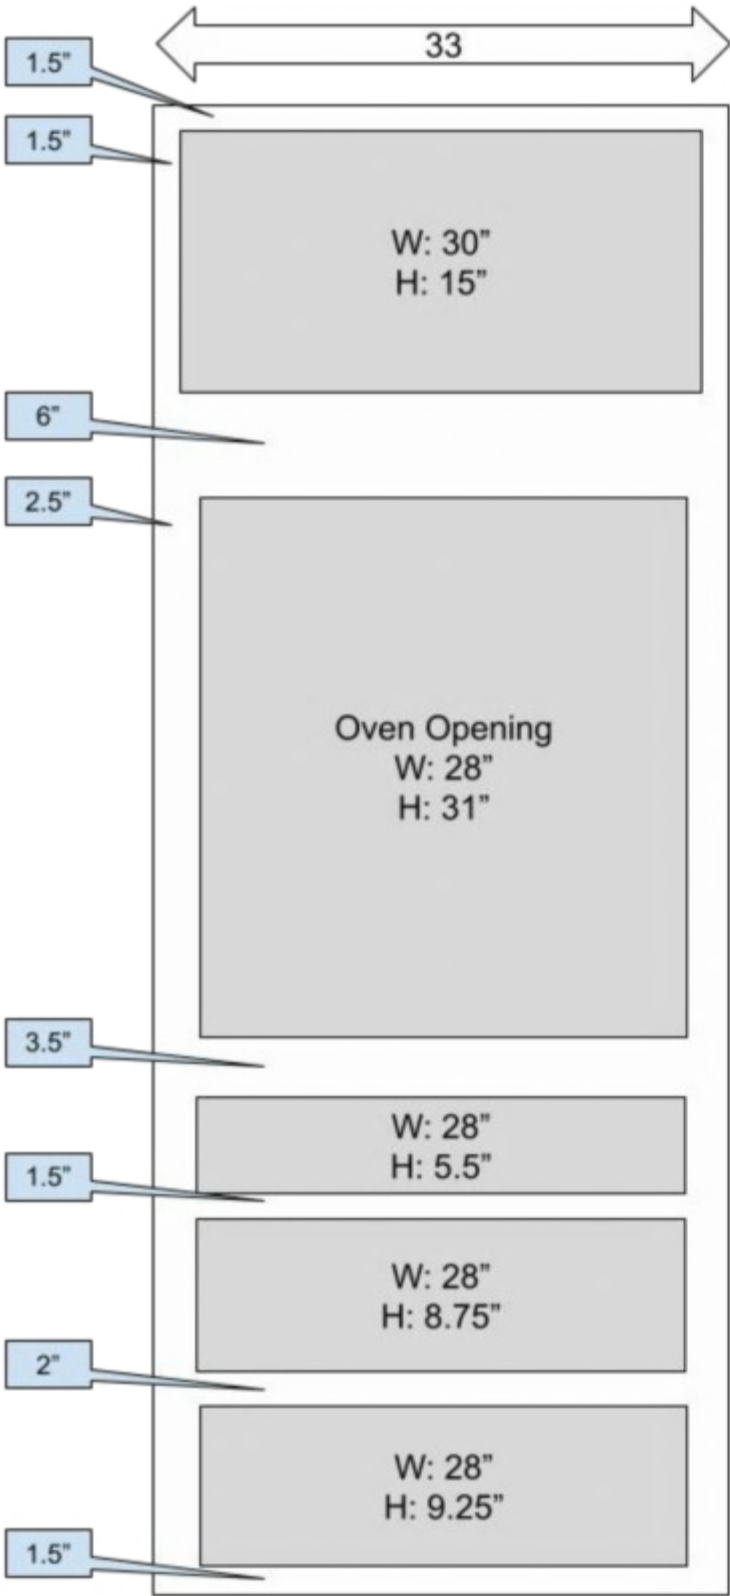 33
1.5”
1.5”
W: 30”
H: 15”
6”
2.5”
Oven Opening
W: 28”
H: 31”
3.5”
W: 28”
H: 5.5”
1.5”
W: 28”
H: 8.75”
2”
W: 28”
H: 9.25”
1.5”